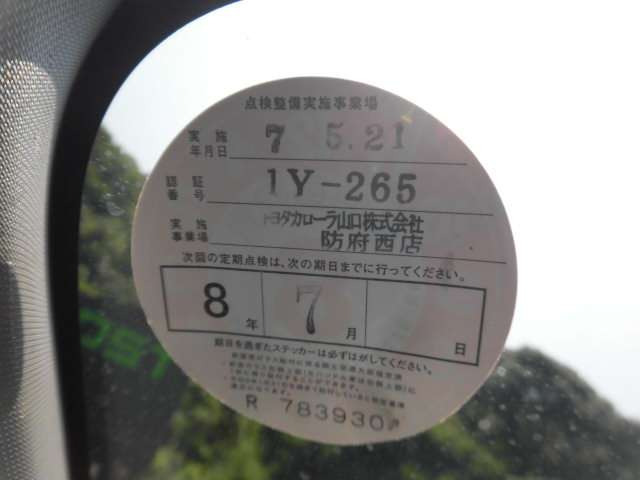 点検整備実施事業場
実施年月日 7 5.21
認証番号 1Y-265
実施事業場 トヨタカローラ山口株式会社
防府西店
次回の定期点検は、次の期日までに行ってください。
8年 7月 日
期日を過ぎたステッカーは必ずはがしてください。
R 783930